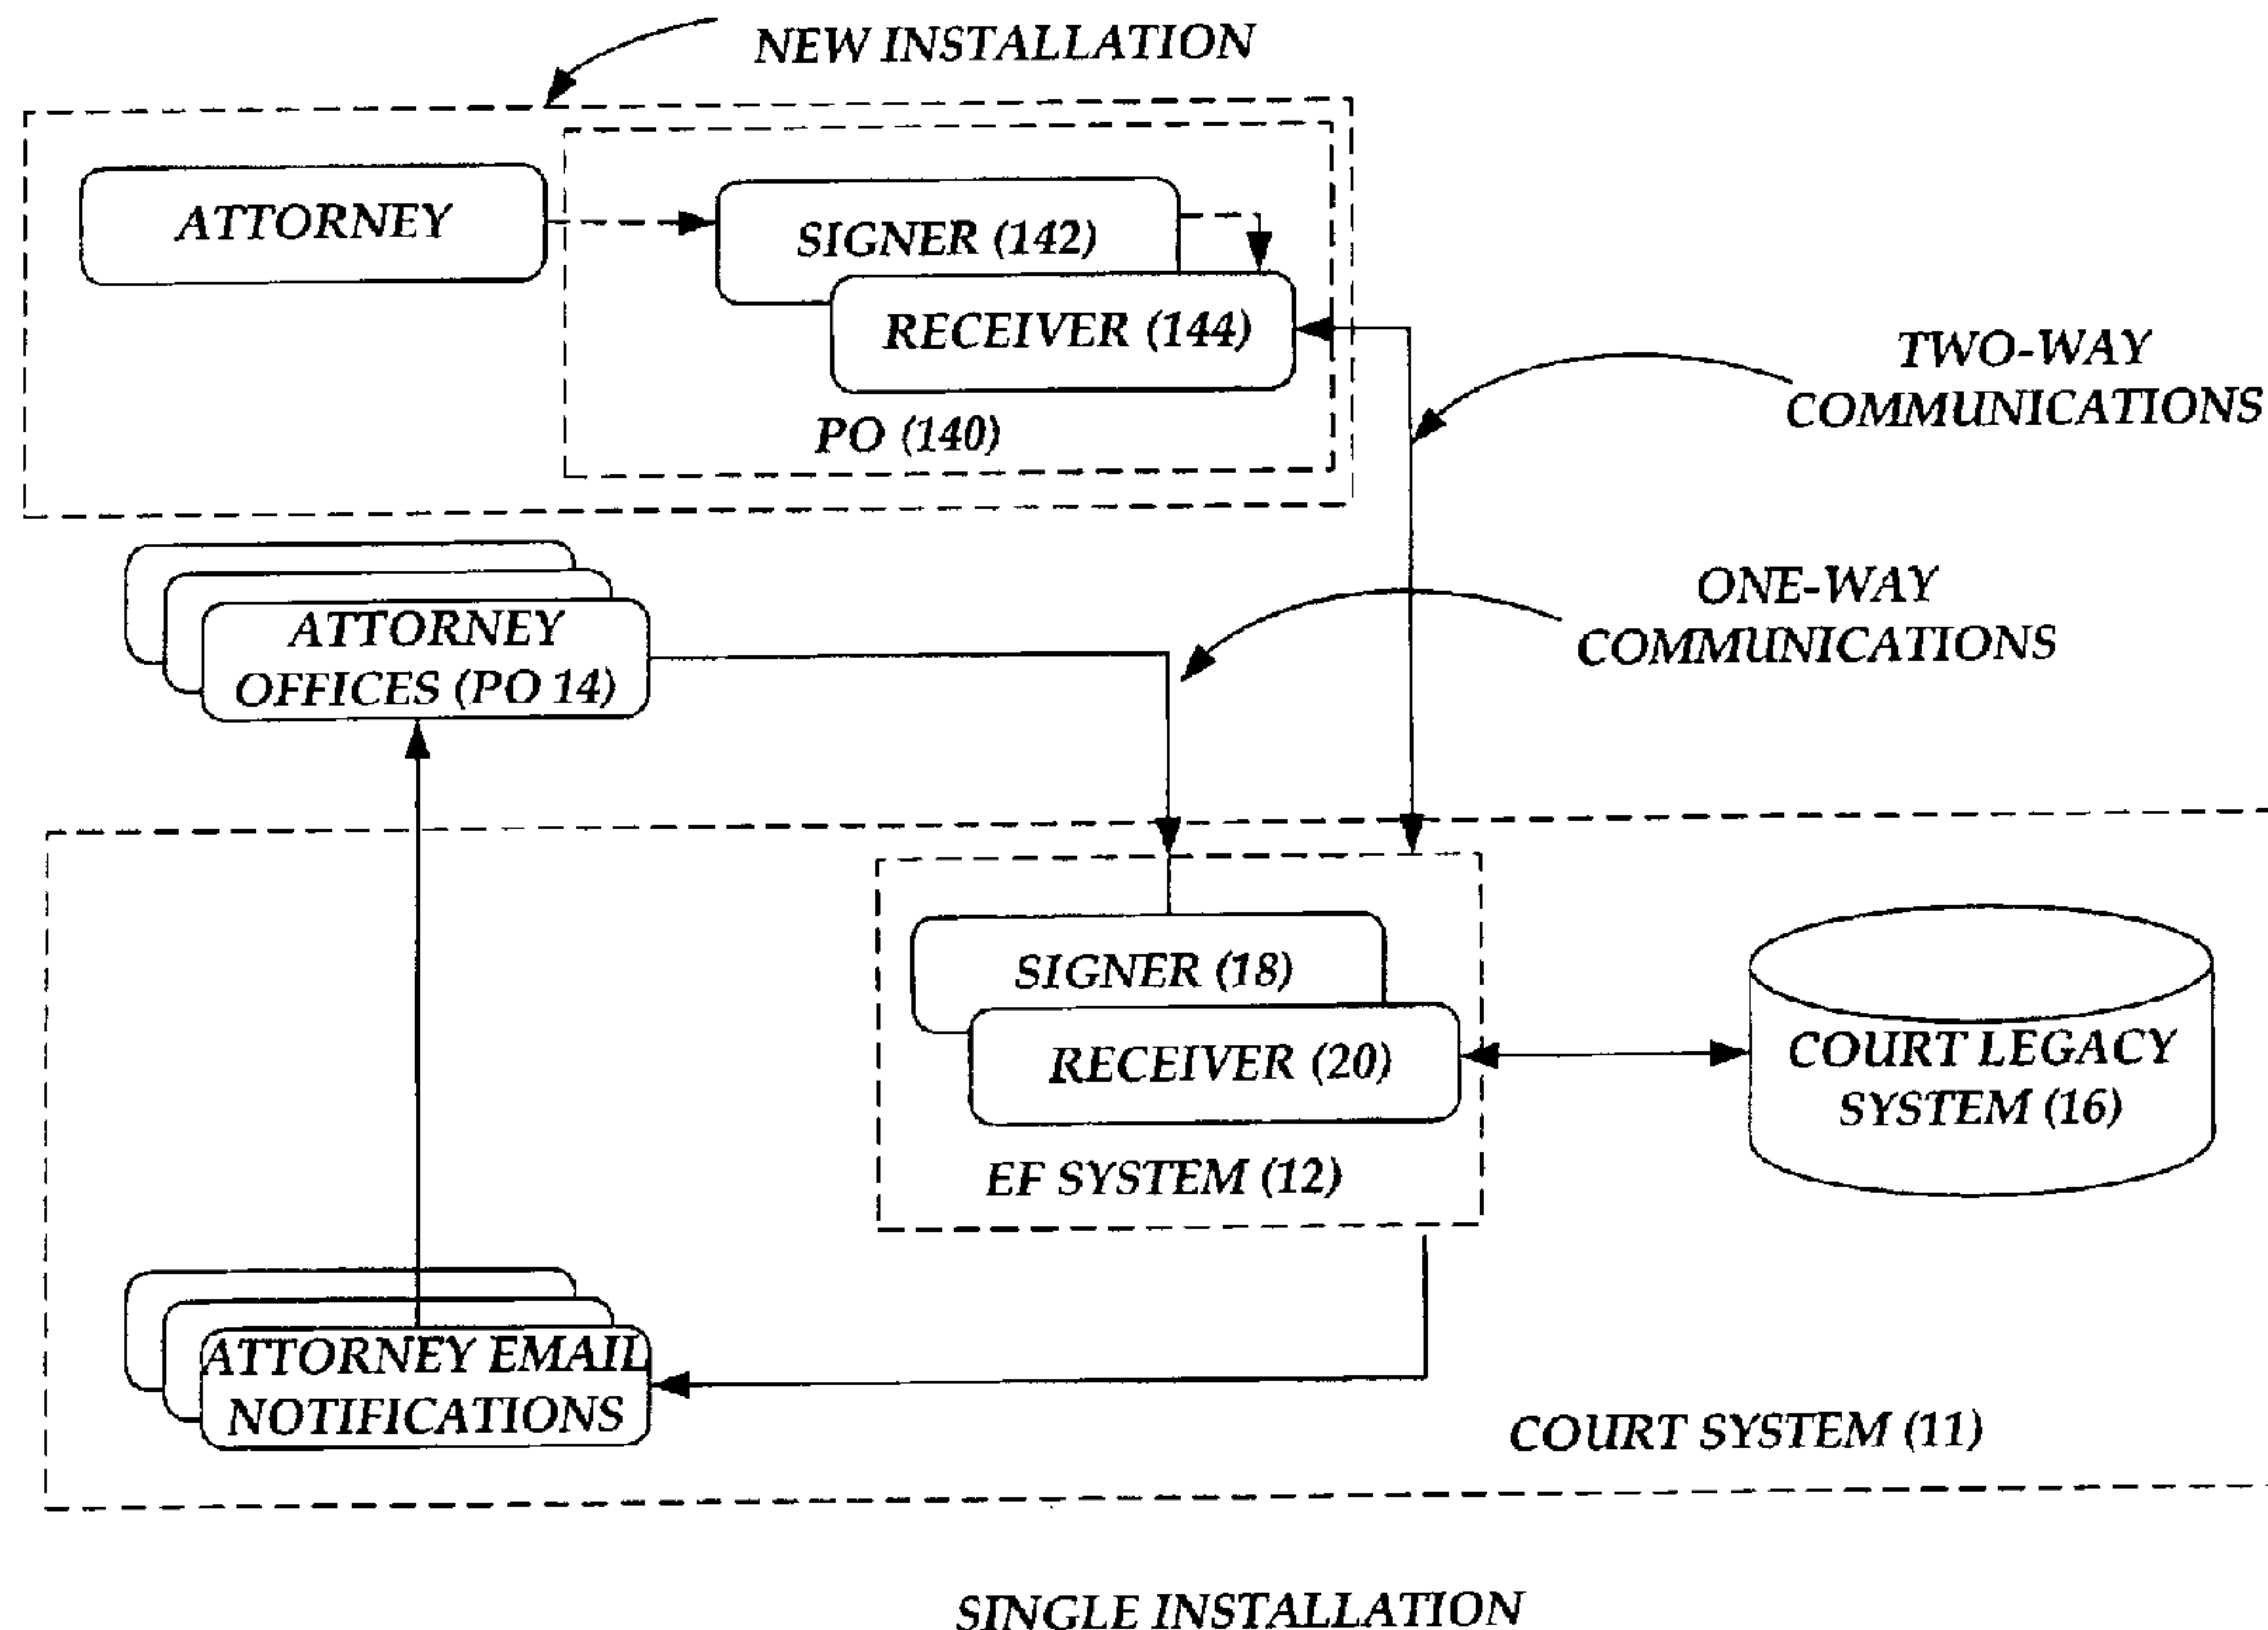 NEW INSTALLATION
ATTORNEY
SIGNER (142)
RECEIVER (144)
PO (140)
TWO-WAY
COMMUNICATIONS
ONE-WAY
COMMUNICATIONS
ATTORNEY
OFFICES (PO 14)
SIGNER (18)
RECEIVER (20)
EF SYSTEM (12)
COURT LEGACY
SYSTEM (16)
ATTORNEY EMAIL
NOTIFICATIONS
COURT SYSTEM (11)
SINGLE INSTALLATION